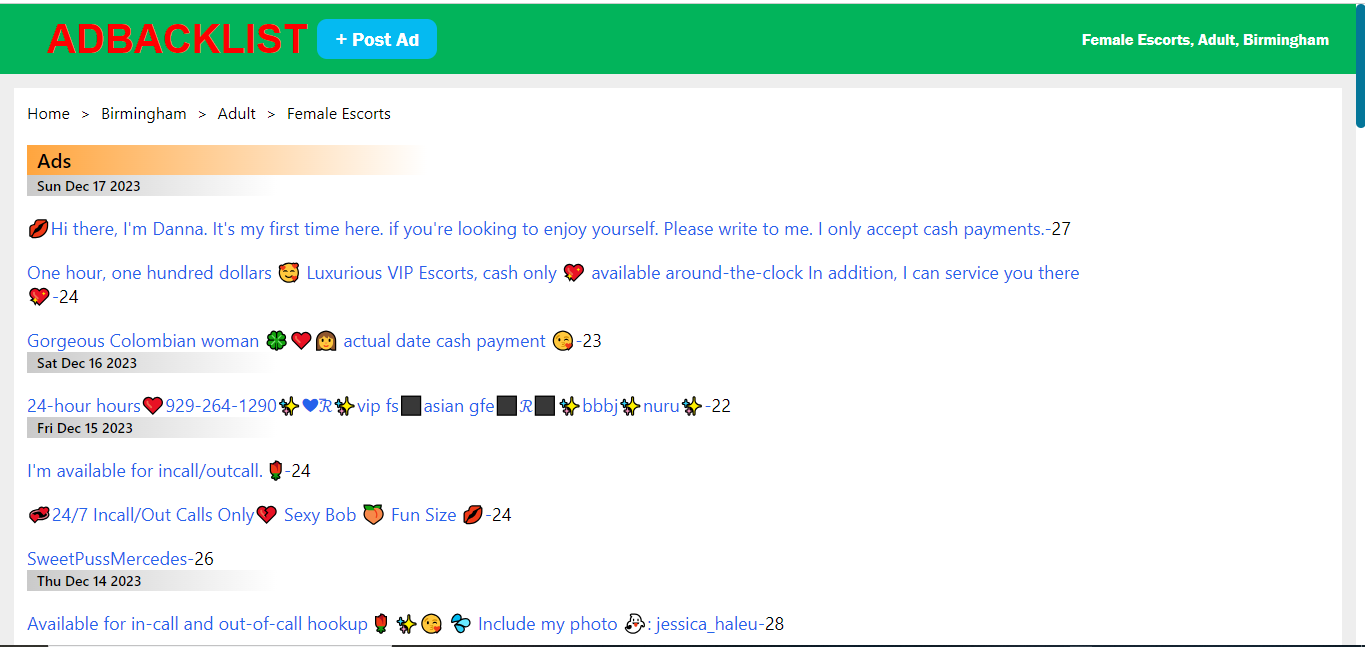 ADBACKLIST
+ Post Ad
Female Escorts, Adult, Birmingham
Home > Birmingham > Adult > Female Escorts
Ads
Sun Dec 17 2023
💋Hi there, I'm Danna. It's my first time here. if you're looking to enjoy yourself. Please write to me. I only accept cash payments.-27
One hour, one hundred dollars 🥰 Luxurious VIP Escorts, cash only 💖 available around-the-clock In addition, I can service you there
💖-24
Gorgeous Colombian woman 🍀❤️👩 actual date cash payment 😘-23
Sat Dec 16 2023
24-hour hours❤️929-264-1290✨💙ℛ✨vip fs⬛asian gfe⬛ℛ⬛✨bbbj✨nuru✨-22
Fri Dec 15 2023
I'm available for incall/outcall.🌹-24
👄24/7 Incall/Out Calls Only💔 Sexy Bob 🍑 Fun Size 💋-24
SweetPussMercedes-26
Thu Dec 14 2023
Available for in-call and out-of-call hookup 🌹✨😘 💦 Include my photo 👻: jessica_haleu-28